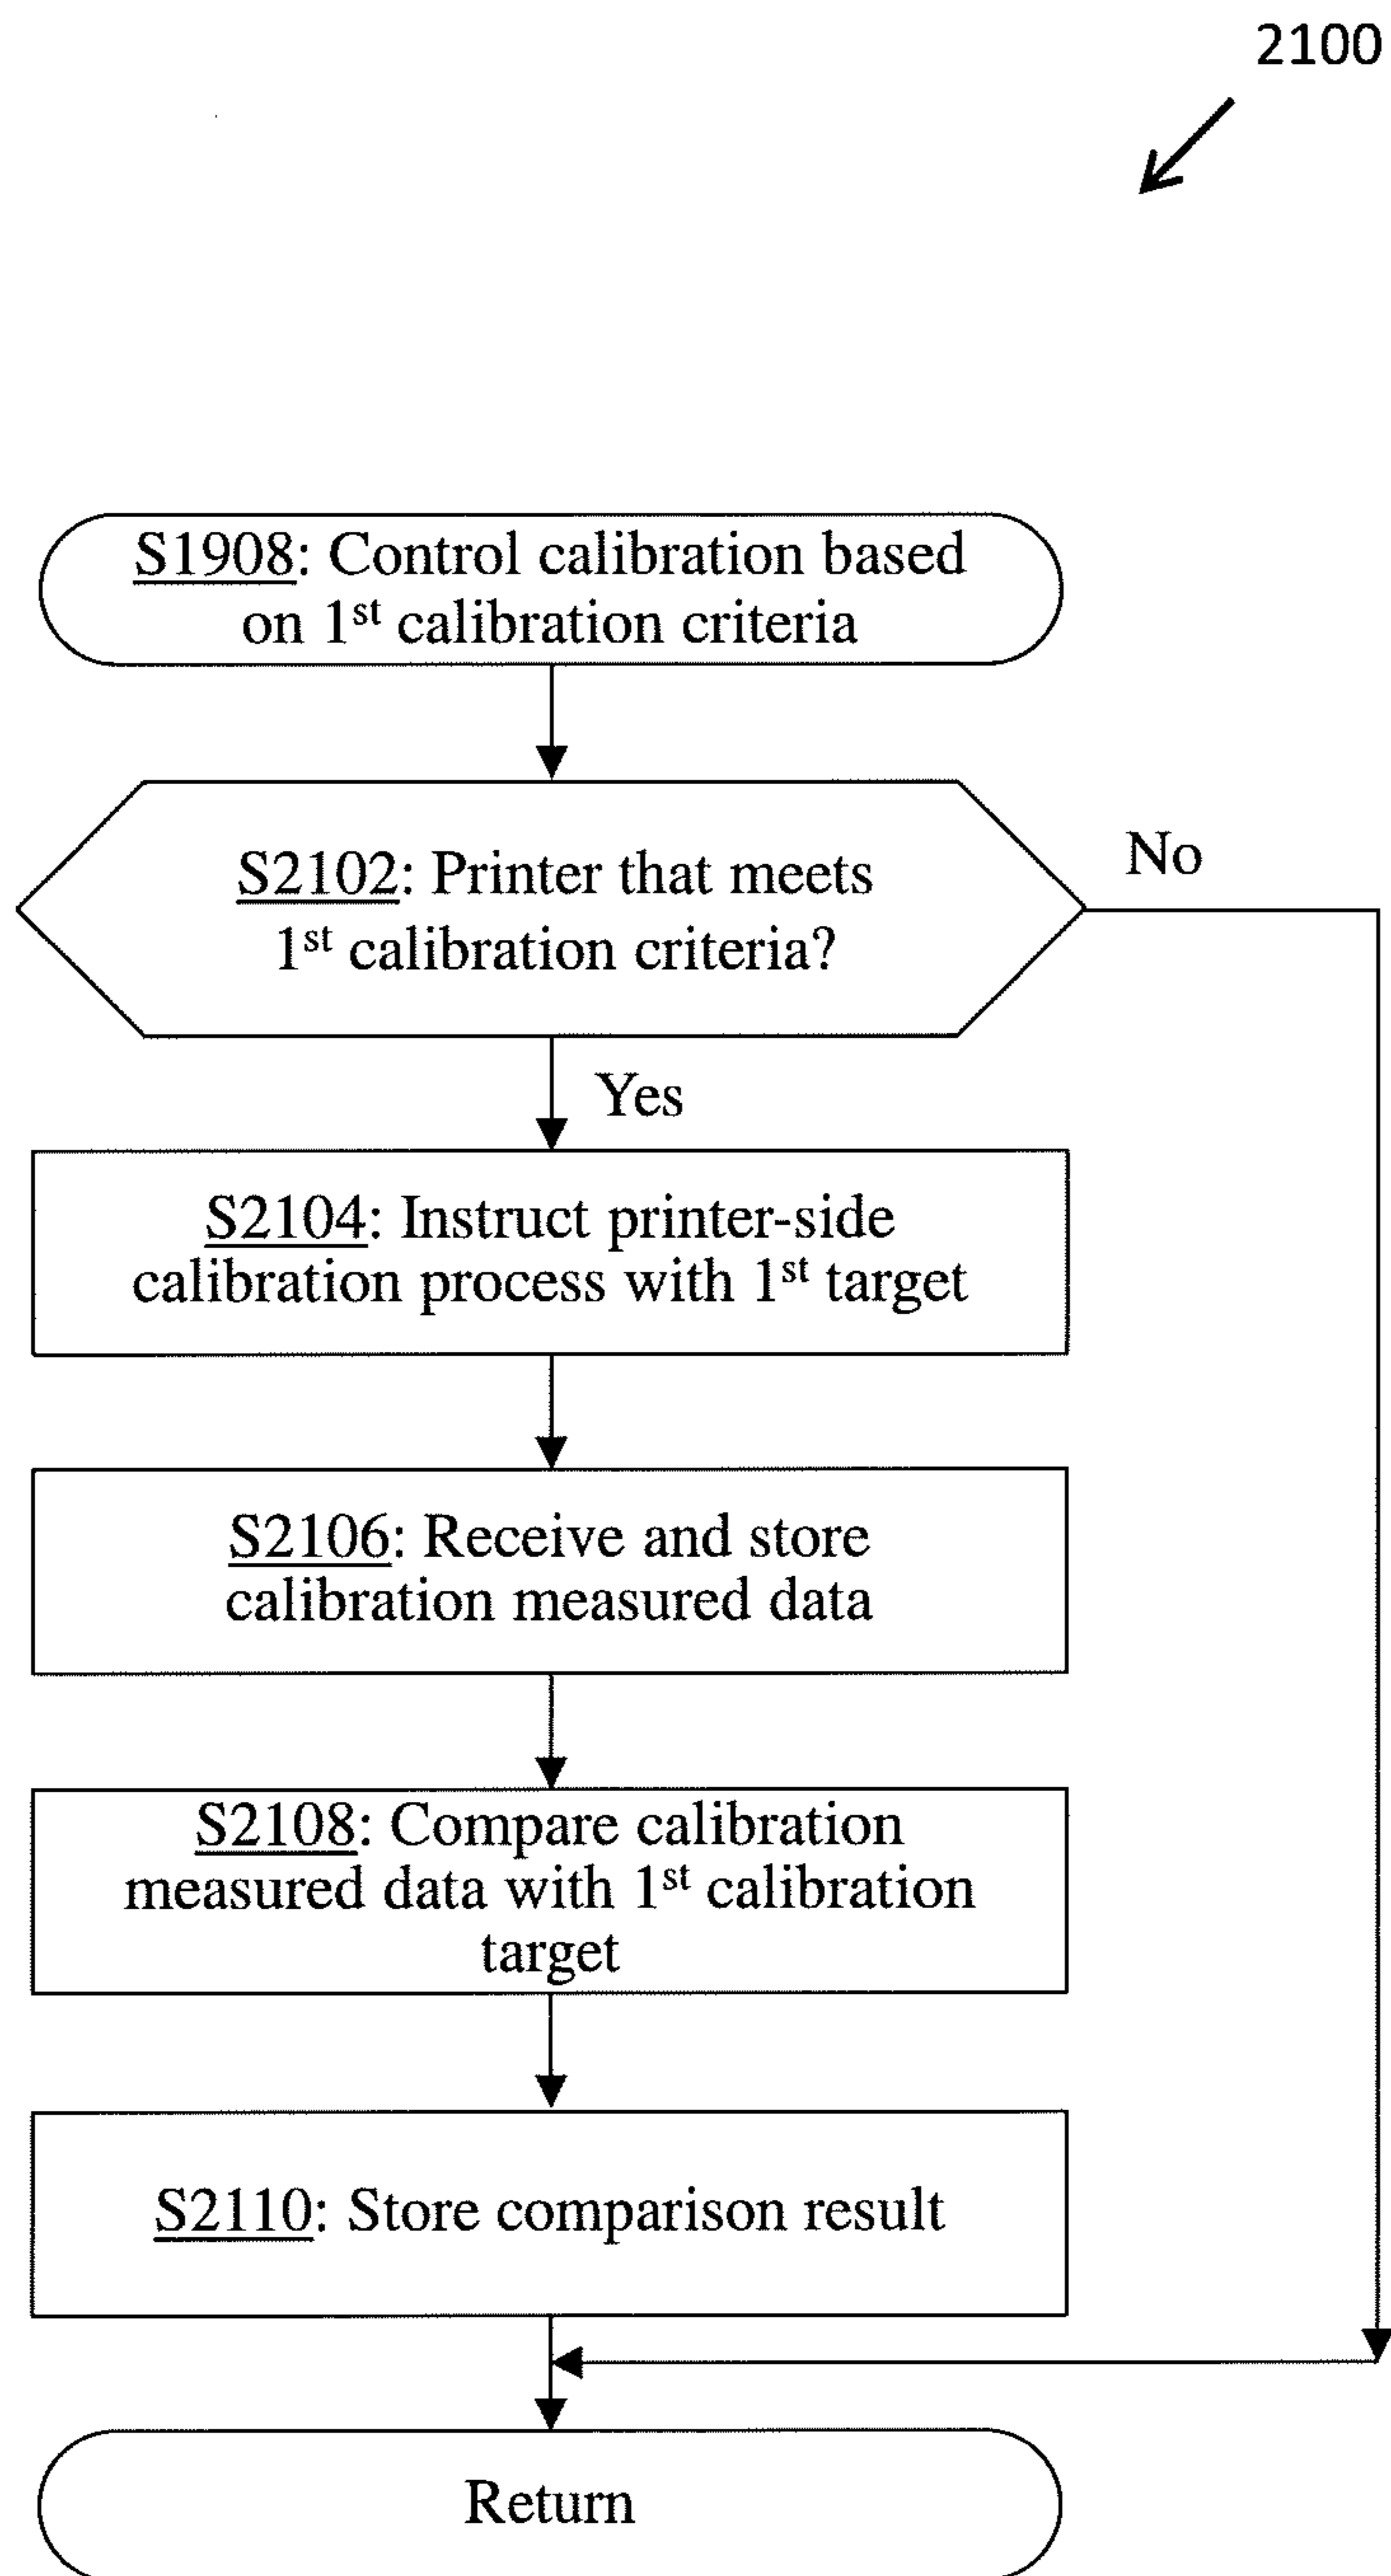 2100
S1908: Control calibration based
on 1st calibration criteria
S2102: Printer that meets
1st calibration criteria?
No
Yes
S2104: Instruct printer-side
calibration process with 1st target
S2106: Receive and store
calibration measured data
S2108: Compare calibration
measured data with 1st calibration
target
S2110: Store comparison result
Return